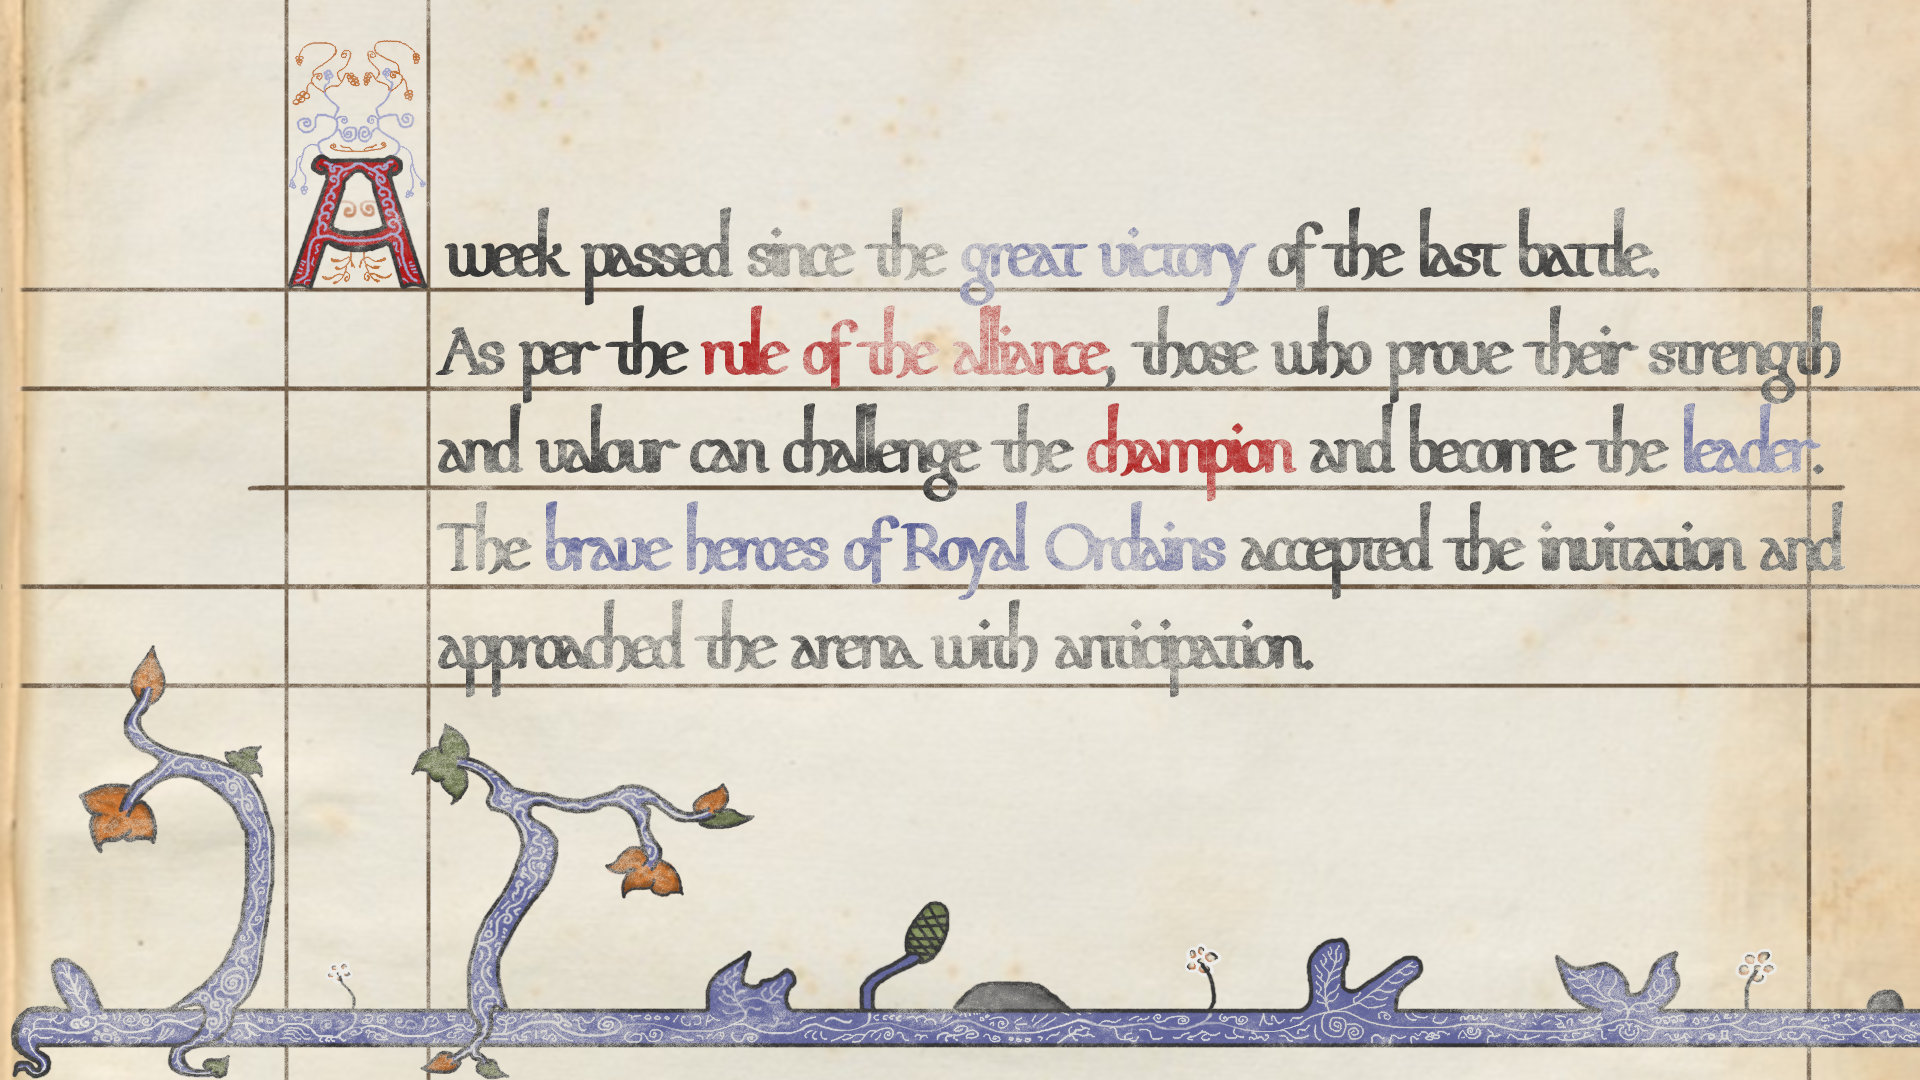 A week passed since the great victory of the last battle.
As per the rule of the alliance, those who prove their strength
and valour can challenge the champion and become the leader.
The brave heroes of Royal Ordains accepted the invitation and
approached the arena with anticipation.